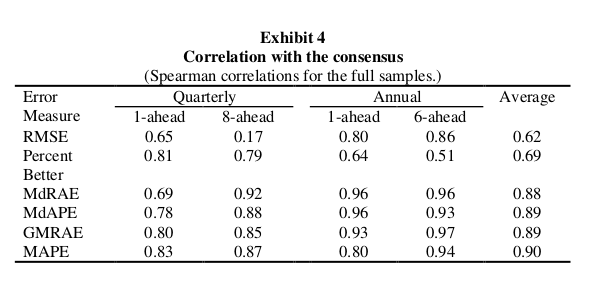 Exhibit 4
Correlation with the consensus
(Spearman correlations for the full samples.)
Error Quarterly Annual Average
Measure 1-ahead 8-ahead 1-ahead 6-ahead
RMSE 0.65 0.17 0.80 0.86 0.62
Percent 0.81 0.79 0.64 0.51 0.69
Better
MdRAE 0.69 0.92 0.96 0.96 0.88
MdAPE 0.78 0.88 0.96 0.93 0.89
GMRAE 0.80 0.85 0.93 0.97 0.89
MAPE 0.83 0.87 0.80 0.94 0.90